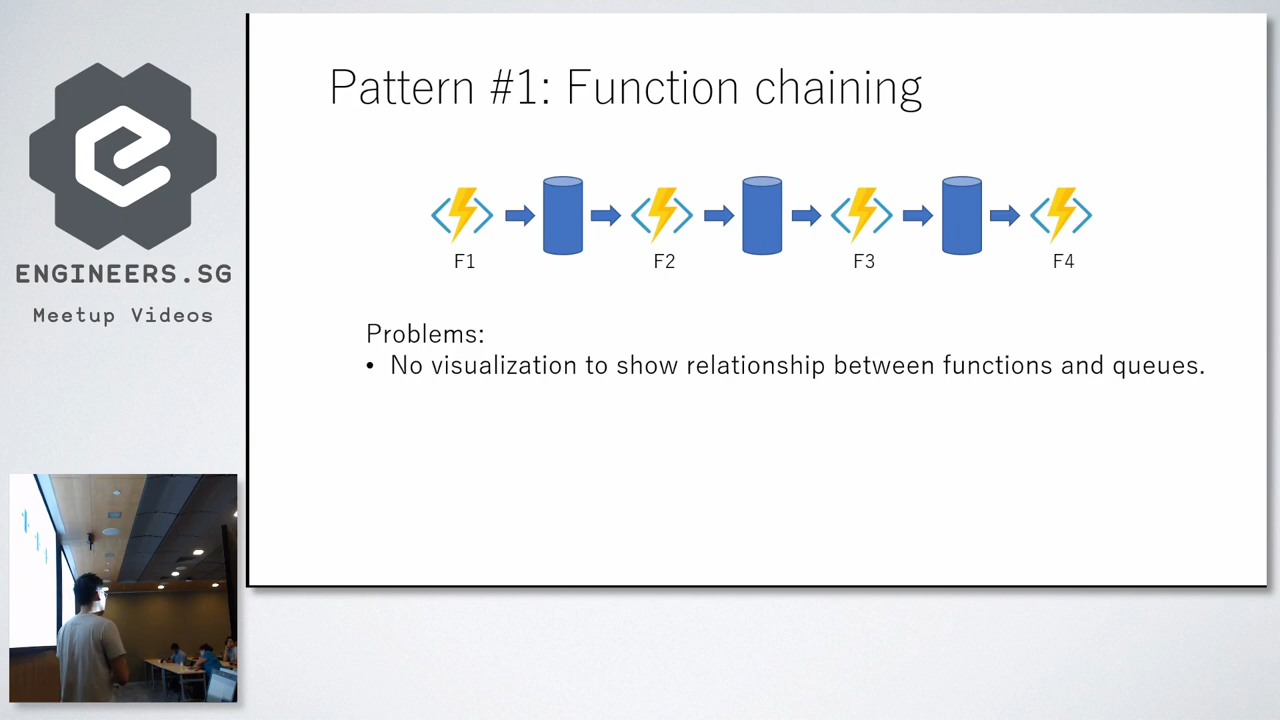 ENGINEERS.SG
Meetup Videos
Pattern #1: Function chaining
F1
F2
F3
F4
Problems:
• No visualization to show relationship between functions and queues.